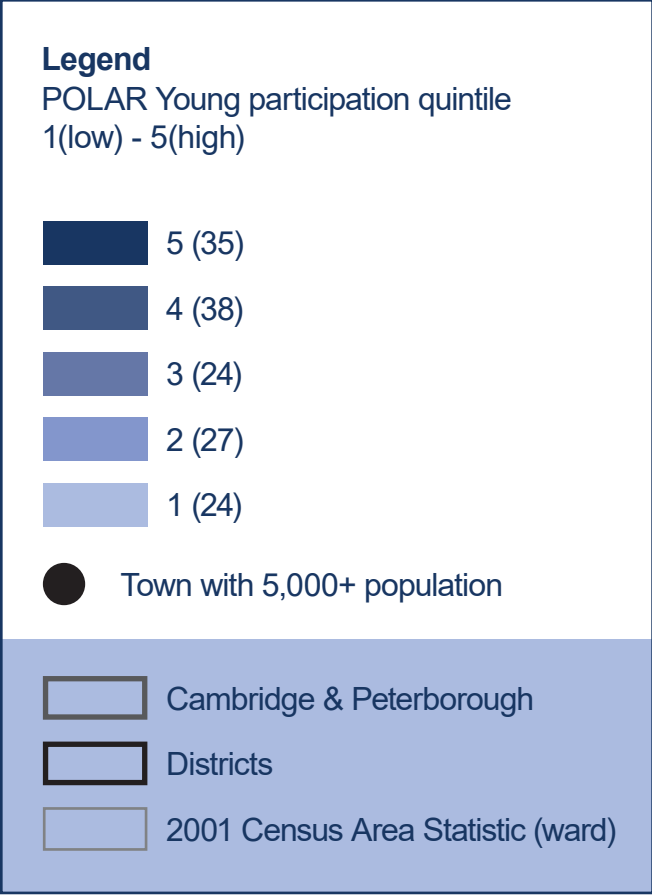 Legend
POLAR Young participation quintile
1(low) - 5(high)
5 (35)
4 (38)
3 (24)
2 (27)
1 (24)
Town with 5,000+ population
Cambridge & Peterborough
Districts
2001 Census Area Statistic (ward)